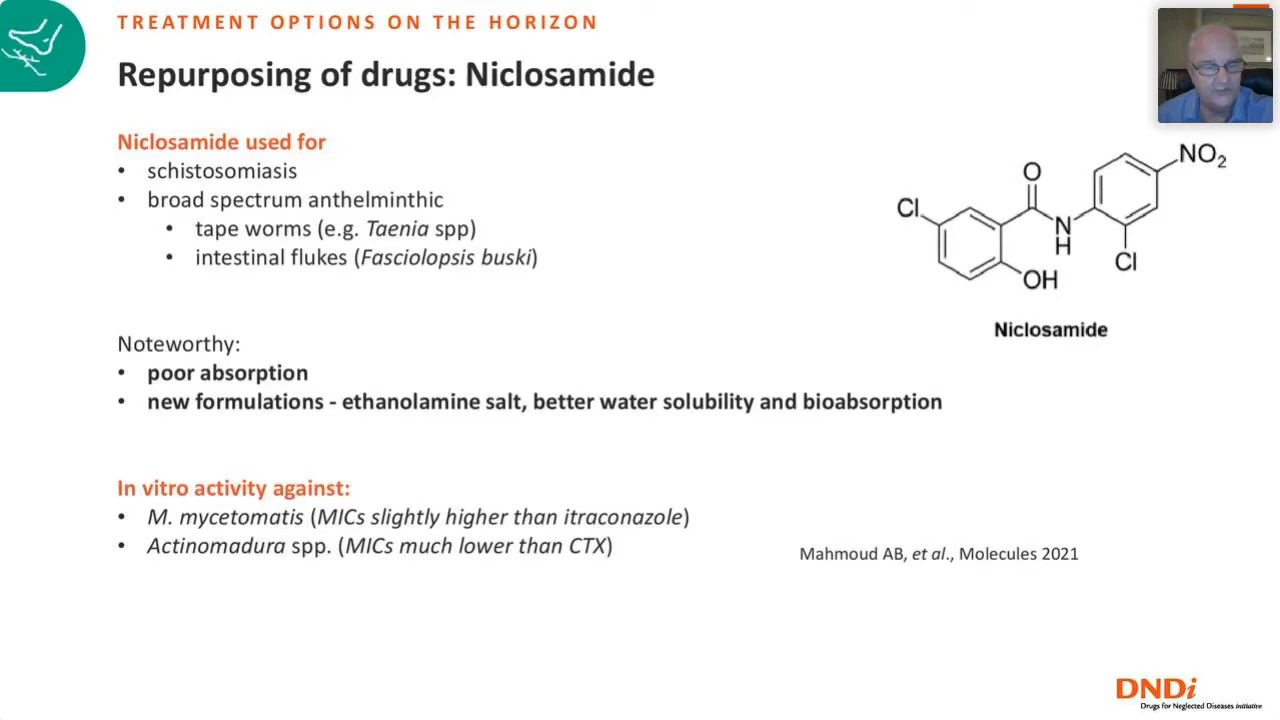 TREATMENT OPTIONS ON THE HORIZON
Repurposing of drugs: Niclosamide
Niclosamide used for
• schistosomiasis
• broad spectrum anthelminthic
• tape worms (e.g. Taenia spp)
• intestinal flukes (Fasciolopsis buski)
Noteworthy:
• poor absorption
• new formulations - ethanolamine salt, better water solubility and bioabsorption
In vitro activity against:
• M. mycetomatis (MICs slightly higher than itraconazole)
• Actinomadura spp. (MICs much lower than CTX)
Mahmoud AB, et al., Molecules 2021
NO2
O
Cl
N
H
Cl
OH
Niclosamide
DNDi
Drugs for Neglected Diseases initiative